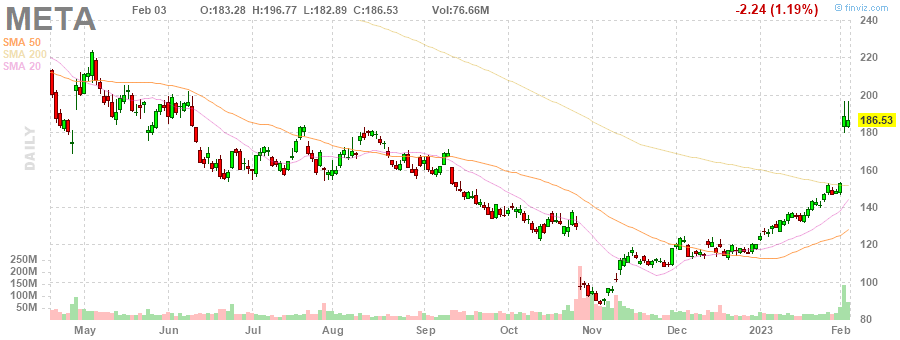 META Feb 03 O:183.28 H:196.77 L:182.89 C:186.53 Vol:76.66M -2.24 (1.19%) finviz.com
SMA 50
SMA 200
SMA 20
DAILY
240
220
200
186.53
180
160
140
120
100
80
250M
200M
150M
100M
50M
May Jun Jul Aug Sep Oct Nov Dec 2023 Feb